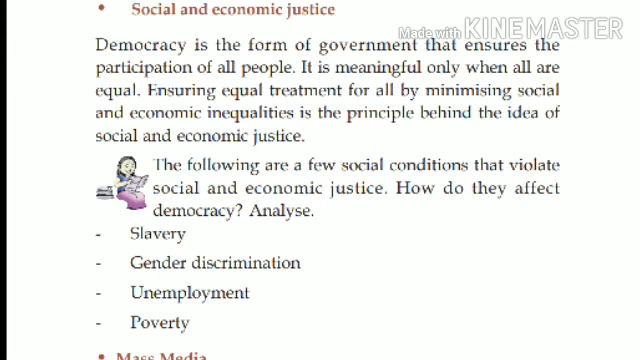 • Social and economic justice
Made with KINEMASTER
Democracy is the form of government that ensures the
participation of all people. It is meaningful only when all are
equal. Ensuring equal treatment for all by minimising social
and economic inequalities is the principle behind the idea of
social and economic justice.
The following are a few social conditions that violate
social and economic justice. How do they affect
democracy? Analyse.
- Slavery
- Gender discrimination
- Unemployment
- Poverty
• Mass Media